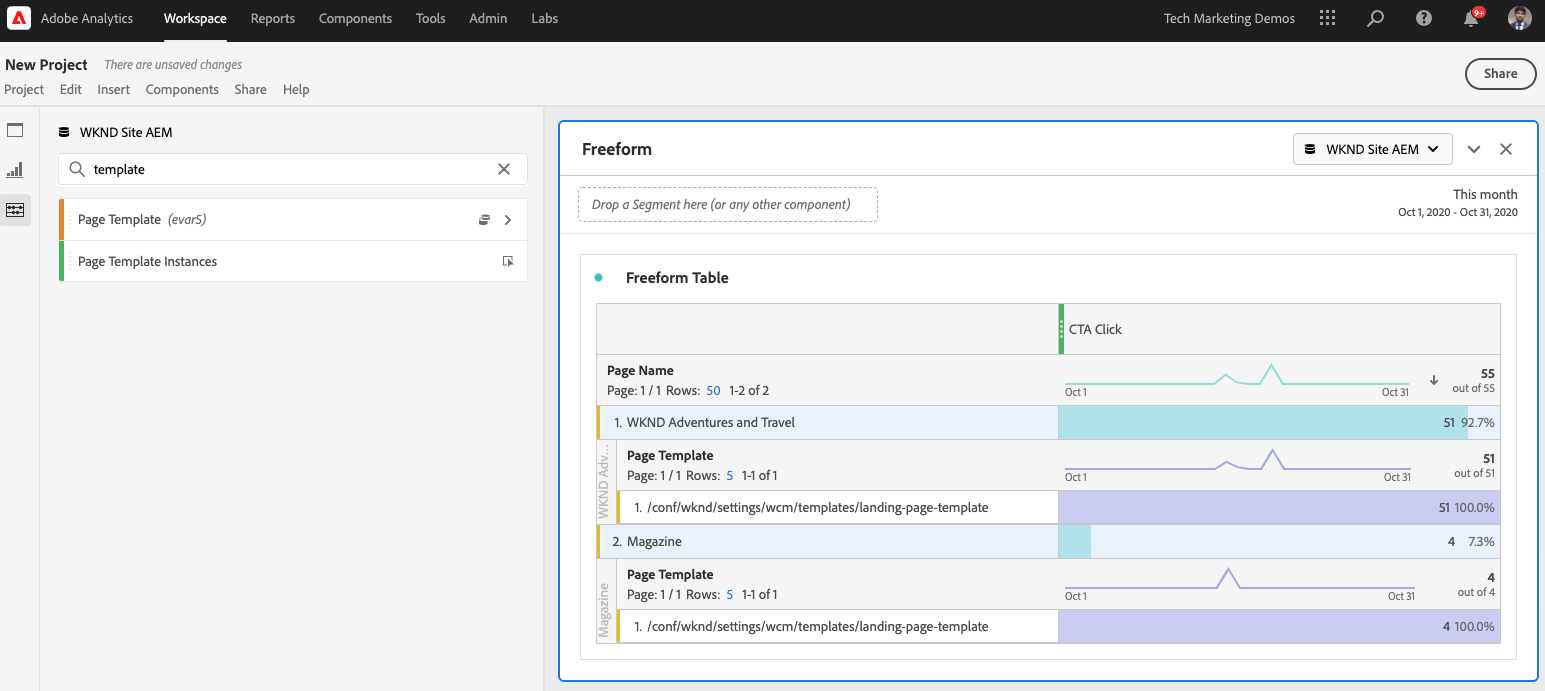 Adobe Analytics Workspace Reports Components Tools Admin Labs Tech Marketing Demos 9+
New Project There are unsaved changes
Project Edit Insert Components Share Help
Share
WKND Site AEM
template
Page Template (evar5)
Page Template Instances
Freeform WKND Site AEM
Drop a Segment here (or any other component)
This month
Oct 1, 2020 - Oct 31, 2020
Freeform Table
CTA Click
Page Name
Page: 1 / 1 Rows: 50 1-2 of 2
Oct 1 Oct 31
55
out of 55
1. WKND Adventures and Travel 51 92.7%
WKND Adv...
Page Template
Page: 1 / 1 Rows: 5 1-1 of 1
Oct 1 Oct 31
51
out of 51
1. /conf/wknd/settings/wcm/templates/landing-page-template 51 100.0%
2. Magazine 4 7.3%
Magazine
Page Template
Page: 1 / 1 Rows: 5 1-1 of 1
Oct 1 Oct 31
4
out of 4
1. /conf/wknd/settings/wcm/templates/landing-page-template 4 100.0%